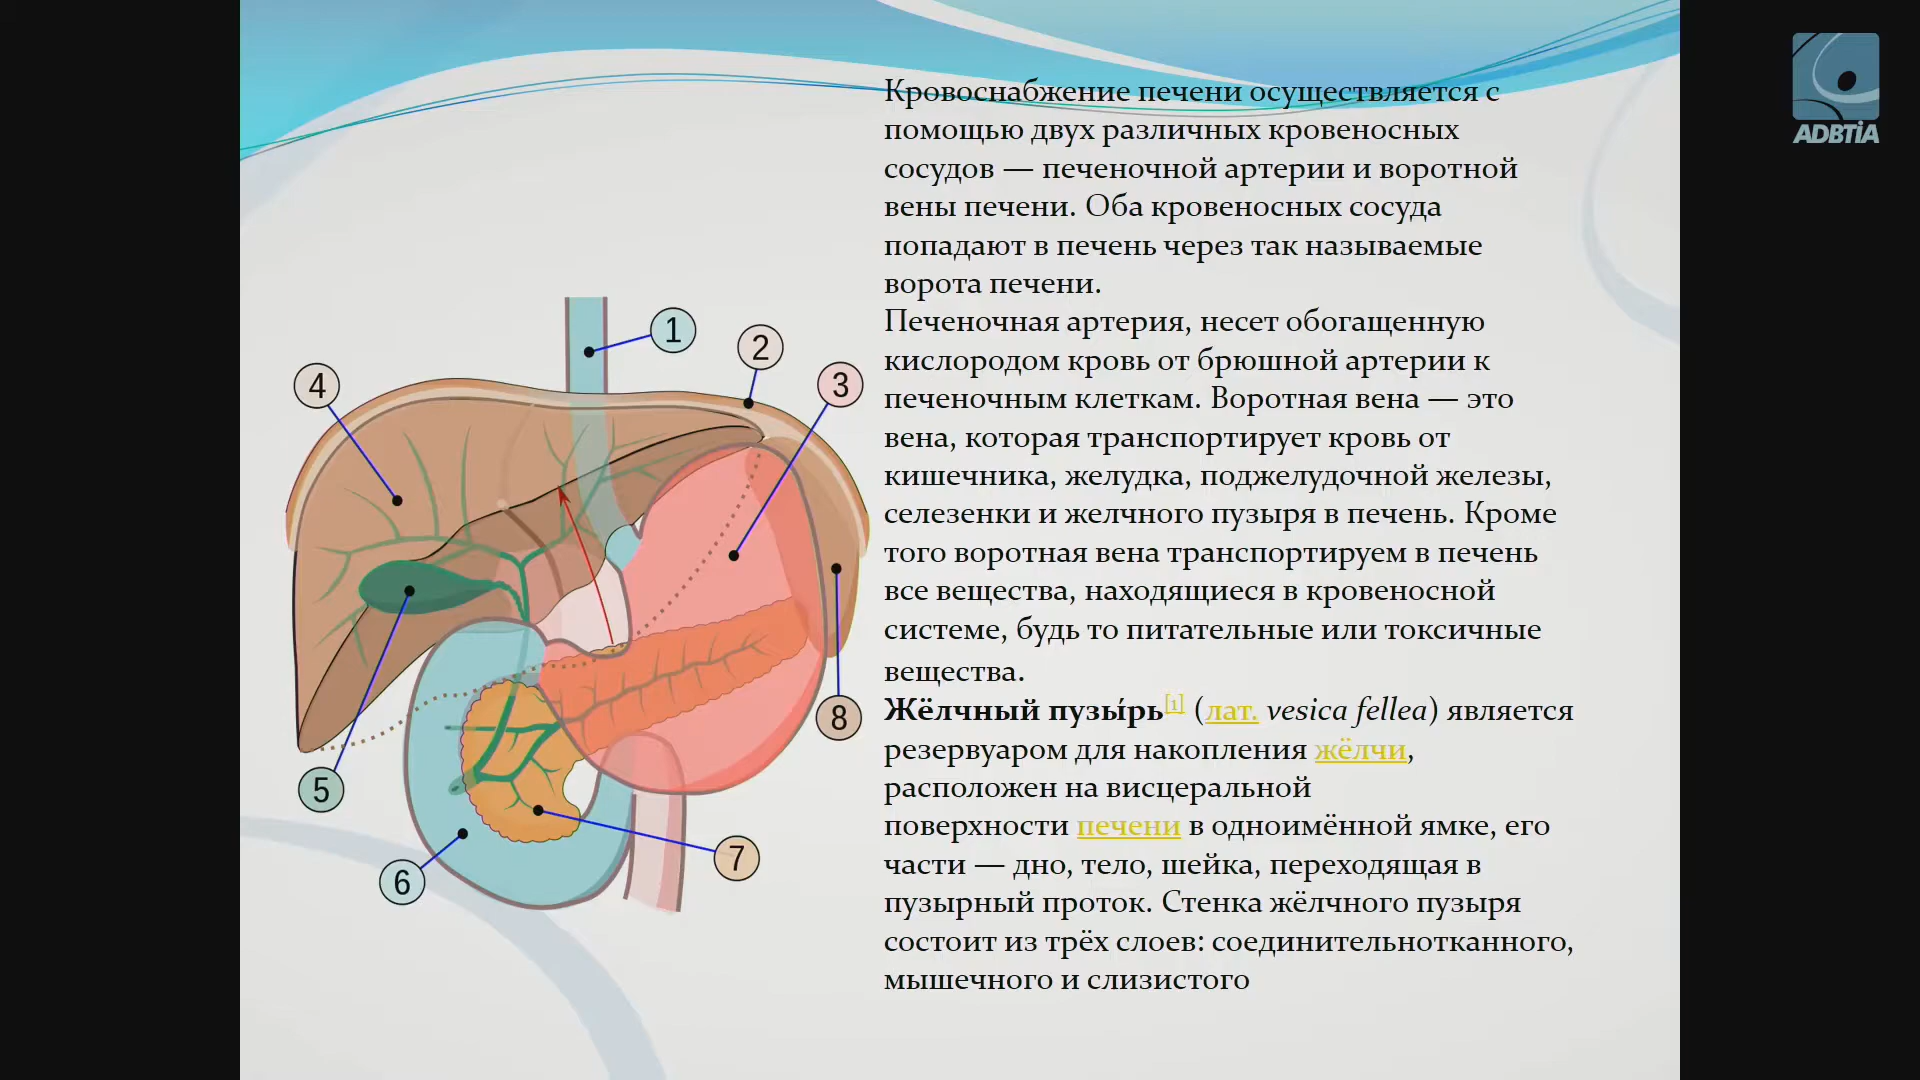 Кровоснабжение печени осуществляется с
помощью двух различных кровеносных
сосудов — печеночной артерии и воротной
вены печени. Оба кровеносных сосуда
попадают в печень через так называемые
ворота печени.
Печеночная артерия, несет обогащенную
кислородом кровь от брюшной артерии к
печеночным клеткам. Воротная вена — это
вена, которая транспортирует кровь от
кишечника, желудка, поджелудочной железы,
селезенки и желчного пузыря в печень. Кроме
того воротная вена транспортируем в печень
все вещества, находящиеся в кровеносной
системе, будь то питательные или токсичные
вещества.
Жёлчный пузы́рь[1] (лат. vesica fellea) является
резервуаром для накопления жёлчи,
расположен на висцеральной
поверхности печени в одноимённой ямке, его
части — дно, тело, шейка, переходящая в
пузырный проток. Стенка жёлчного пузыря
состоит из трёх слоев: соединительнотканного,
мышечного и слизистого
1
2
3
4
5
6
7
8
ADBTİA